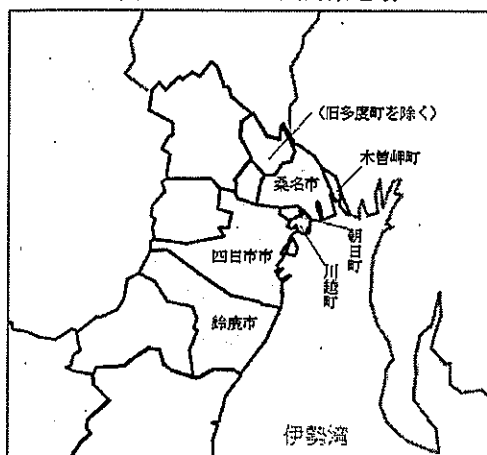 (旧多度町を除く)
木曽岬町
桑名市
朝日町
川越町
四日市市
鈴鹿市
伊勢湾